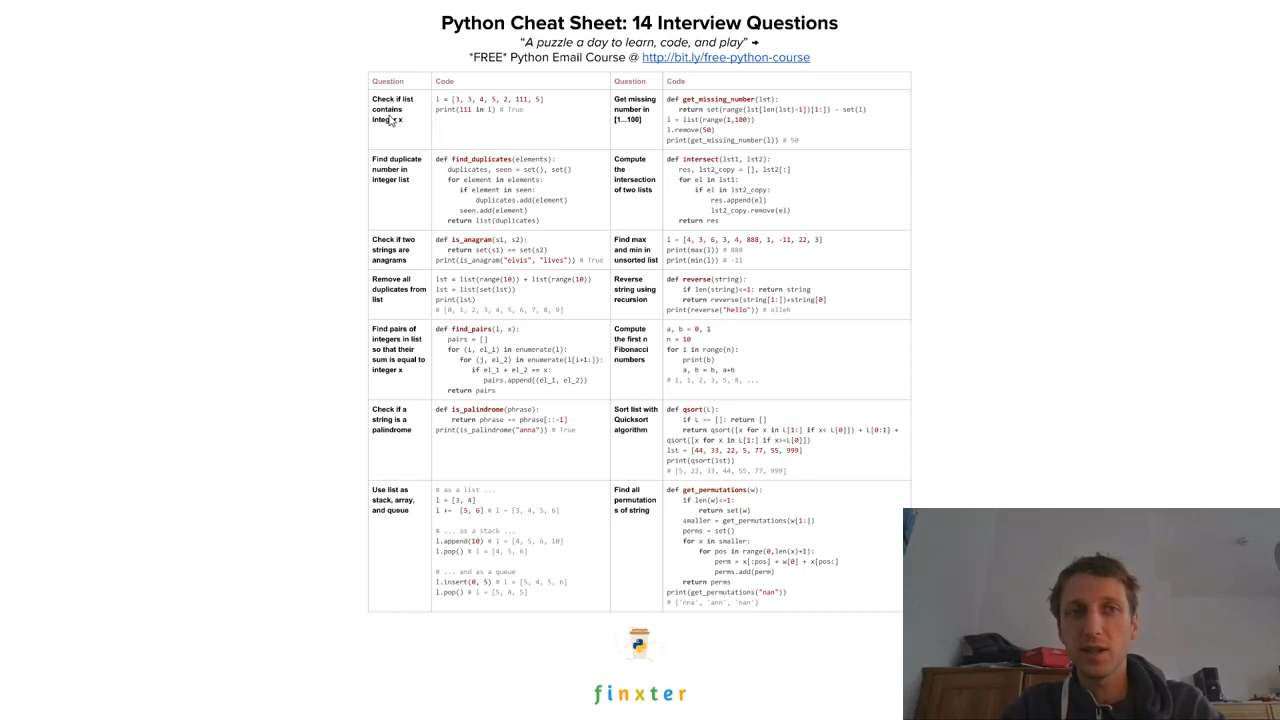 Python Cheat Sheet: 14 Interview Questions
“A puzzle a day to learn, code, and play” →
*FREE* Python Email Course @ http://bit.ly/free-python-course
Question
Code
Question
Code
Check if list
contains
integer x
l = [3, 3, 4, 5, 2, 111, 5]
print(111 in l) # True
Get missing
number in
[1...100]
def get_missing_number(lst):
return set(range(lst[len(lst)-1])[1:]) - set(l)
l = list(range(1,100))
l.remove(50)
print(get_missing_number(l)) # 50
Find duplicate
number in
integer list
def find_duplicates(elements):
duplicates, seen = set(), set()
for element in elements:
if element in seen:
duplicates.add(element)
seen.add(element)
return list(duplicates)
Compute
the
intersection
of two lists
def intersect(lst1, lst2):
res, lst2_copy = [], lst2[:]
for el in lst1:
if el in lst2_copy:
res.append(el)
lst2_copy.remove(el)
return res
Check if two
strings are
anagrams
def is_anagram(s1, s2):
return set(s1) == set(s2)
print(is_anagram("elvis", "lives")) # True
Find max
and min in
unsorted list
l = [4, 3, 6, 3, 4, 888, 1, -11, 22, 3]
print(max(l)) # 888
print(min(l)) # -11
Remove all
duplicates from
list
lst = list(range(10)) + list(range(10))
lst = list(set(lst))
print(lst)
# [0, 1, 2, 3, 4, 5, 6, 7, 8, 9]
Reverse
string using
recursion
def reverse(string):
if len(string)<=1: return string
return reverse(string[1:])+string[0]
print(reverse("hello")) # olleh
Find pairs of
integers in list
so that their
sum is equal to
integer x
def find_pairs(l, x):
pairs = []
for (i, el_1) in enumerate(l):
for (j, el_2) in enumerate(l[i+1:]):
if el_1 + el_2 == x:
pairs.append((el_1, el_2))
return pairs
Compute
the first n
Fibonacci
numbers
a, b = 0, 1
n = 10
for i in range(n):
print(b)
a, b = b, a+b
# 1, 1, 2, 3, 5, 8, ...
Check if a
string is a
palindrome
def is_palindrome(phrase):
return phrase == phrase[::-1]
print(is_palindrome("anna")) # True
Sort list with
Quicksort
algorithm
def qsort(L):
if L == []: return []
return qsort([x for x in L[1:] if x< L[0]]) + L[0:1] +
qsort([x for x in L[1:] if x>=L[0]])
lst = [44, 33, 22, 5, 77, 55, 999]
print(qsort(lst))
# [5, 22, 33, 44, 55, 77, 999]
Use list as
stack, array,
and queue
# as a list ...
l = [3, 4]
l += [5, 6] # l = [3, 4, 5, 6]
# ... as a stack ...
l.append(10) # l = [4, 5, 6, 10]
l.pop() # l = [4, 5, 6]
# ... and as a queue
l.insert(0, 5) # l = [5, 4, 5, 6]
l.pop() # l = [5, 4, 5]
Find all
permutation
s of string
def get_permutations(w):
if len(w)<=1:
return set(w)
smaller = get_permutations(w[1:])
perms = set()
for x in smaller:
for pos in range(0,len(x)+1):
perm = x[:pos] + w[0] + x[pos:]
perms.add(perm)
return perms
print(get_permutations("nan"))
# {'nna', 'ann', 'nan'}
finxter